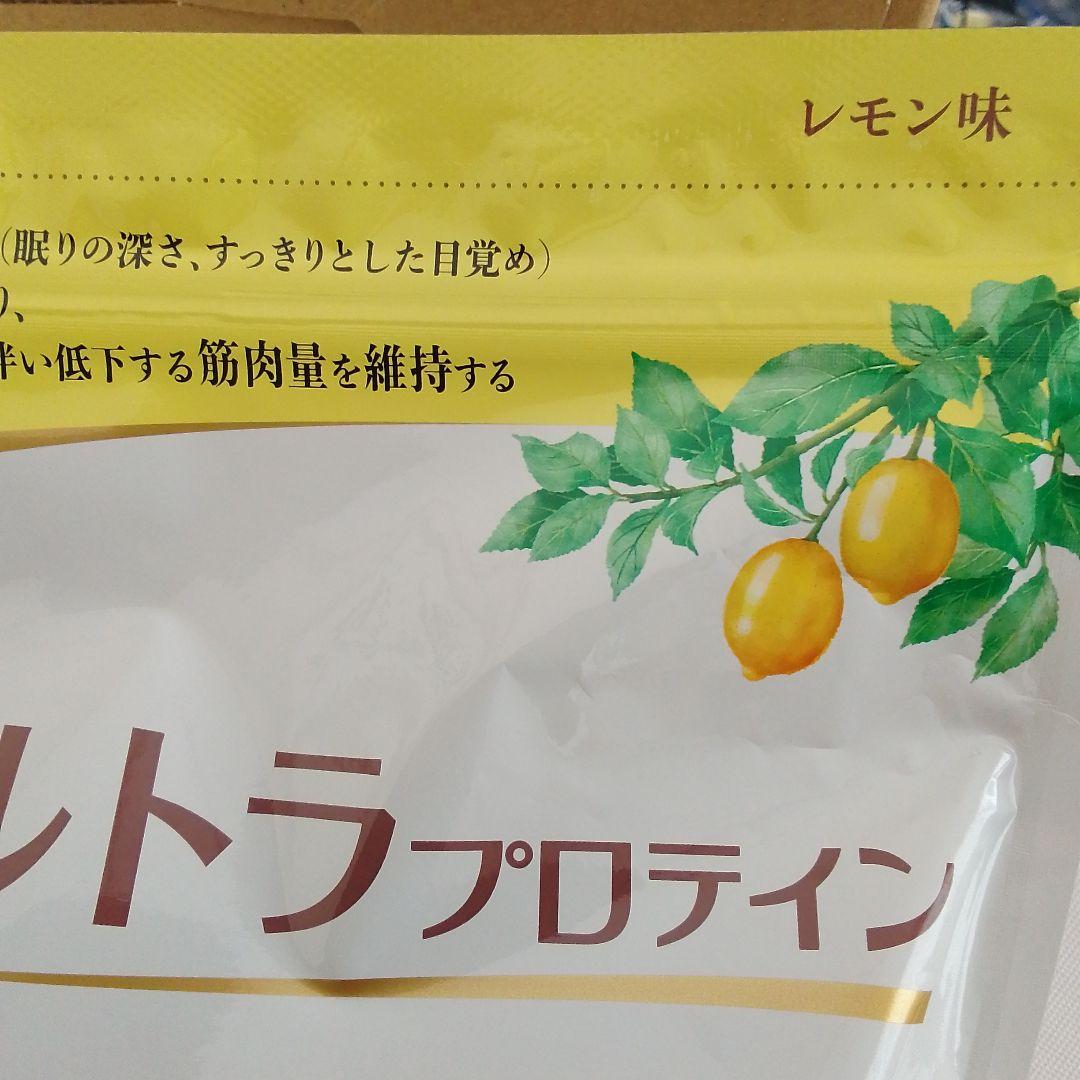 レモン味
（眠りの深さ、すっきりとした目覚め）
り、
伴い低下する筋肉量を維持する
ルトラプロテイン